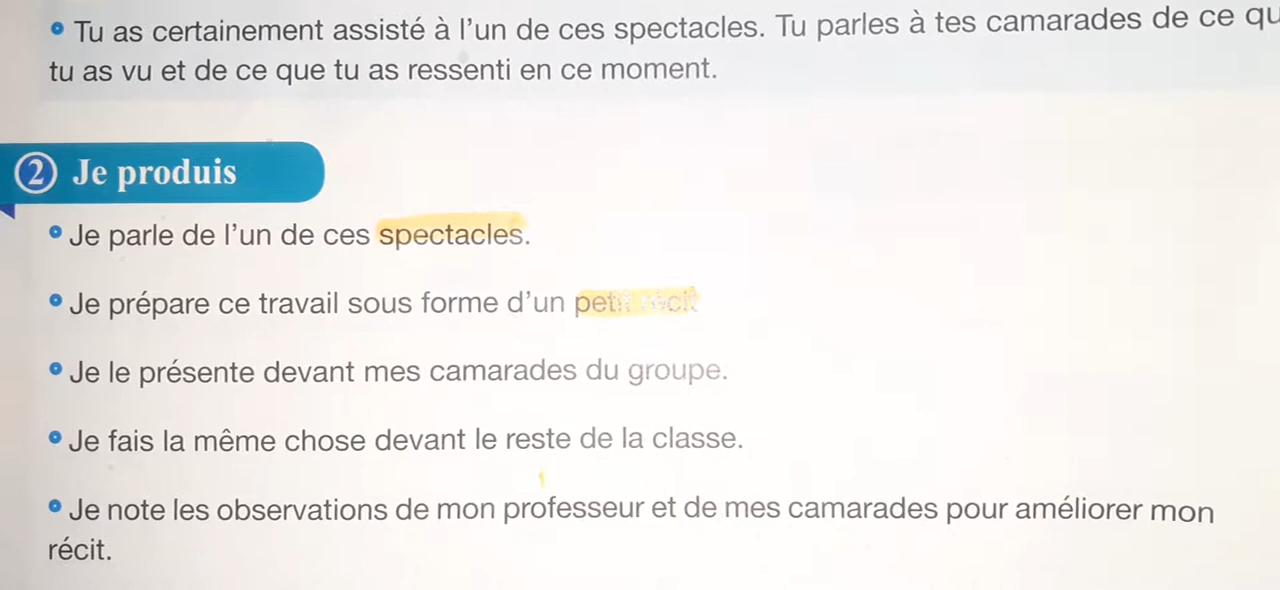 Tu as certainement assisté à l'un de ces spectacles. Tu parles à tes camarades de ce qu
tu as vu et de ce que tu as ressenti en ce moment.
2 Je produis
Je parle de l'un de ces spectacles.
Je prépare ce travail sous forme d'un petit récit
Je le présente devant mes camarades du groupe.
Je fais la même chose devant le reste de la classe.
Je note les observations de mon professeur et de mes camarades pour améliorer mon
récit.